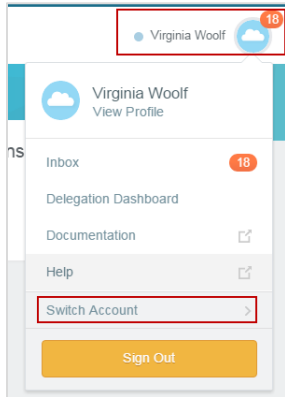 Virginia Woolf 18
Virginia Woolf
View Profile
ns
Inbox 18
Delegation Dashboard
Documentation
Help
Switch Account
Sign Out